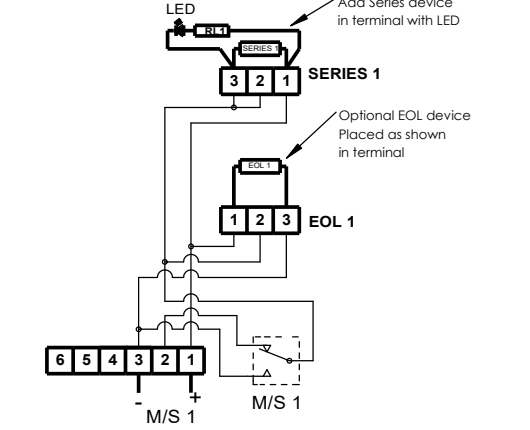 Add Series device
LED
in terminal with LED
RL1
SERIES 1
3 2 1
SERIES 1
Optional EOL device
Placed as shown
in terminal
EOL 1
1 2 3
EOL 1
6 5 4 3 2 1
- +
M/S 1
M/S 1